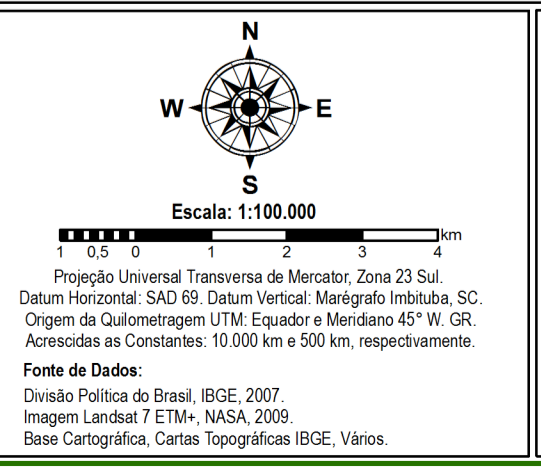 N
W E
S
Escala: 1:100.000
km
1 0,5 0 1 2 3 4
Projeção Universal Transversa de Mercator, Zona 23 Sul.
Datum Horizontal: SAD 69. Datum Vertical: Marégrafo Imbituba, SC.
Origem da Quilometragem UTM: Equador e Meridiano 45° W. GR.
Acrescidas as Constantes: 10.000 km e 500 km, respectivamente.
Fonte de Dados:
Divisão Política do Brasil, IBGE, 2007.
Imagem Landsat 7 ETM+, NASA, 2009.
Base Cartográfica, Cartas Topográficas IBGE, Vários.